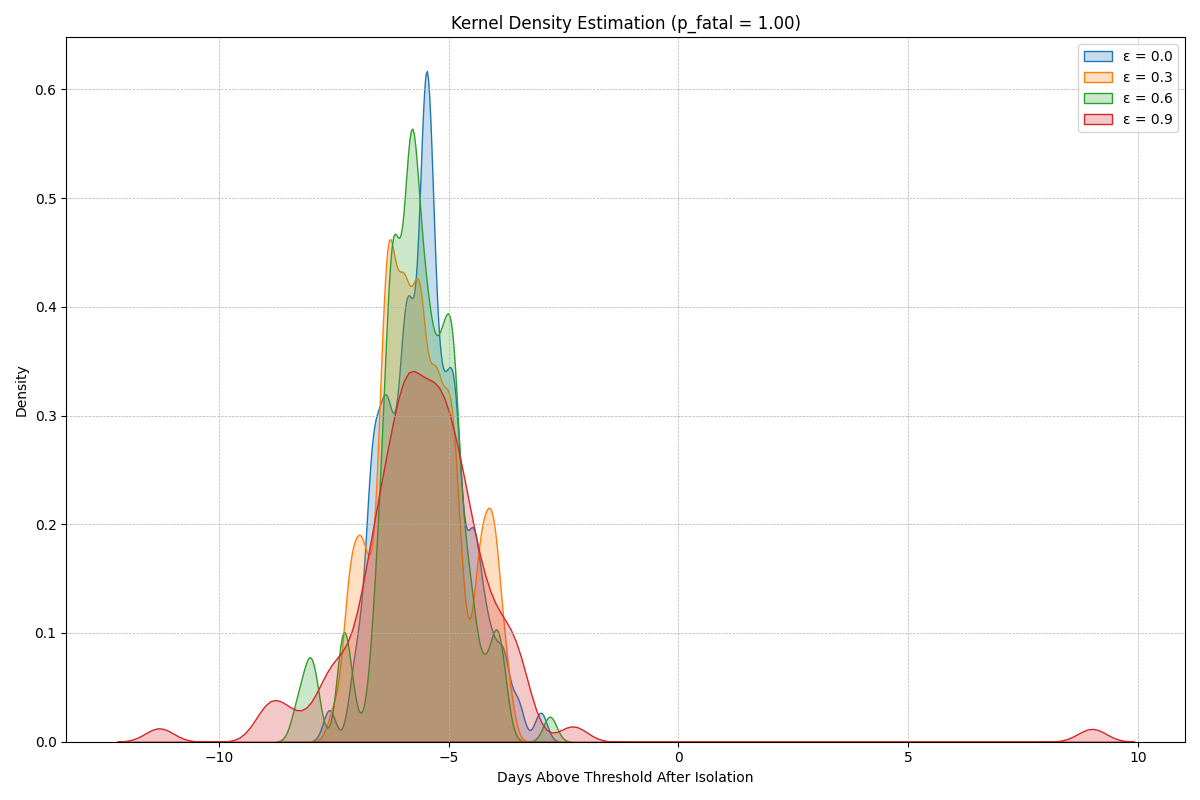 Kernel Density Estimation (p_fatal = 1.00)
ε = 0.0
ε = 0.3
ε = 0.6
ε = 0.9
Density
0.6
0.5
0.4
0.3
0.2
0.1
0.0
−10
−5
0
5
10
Days Above Threshold After Isolation